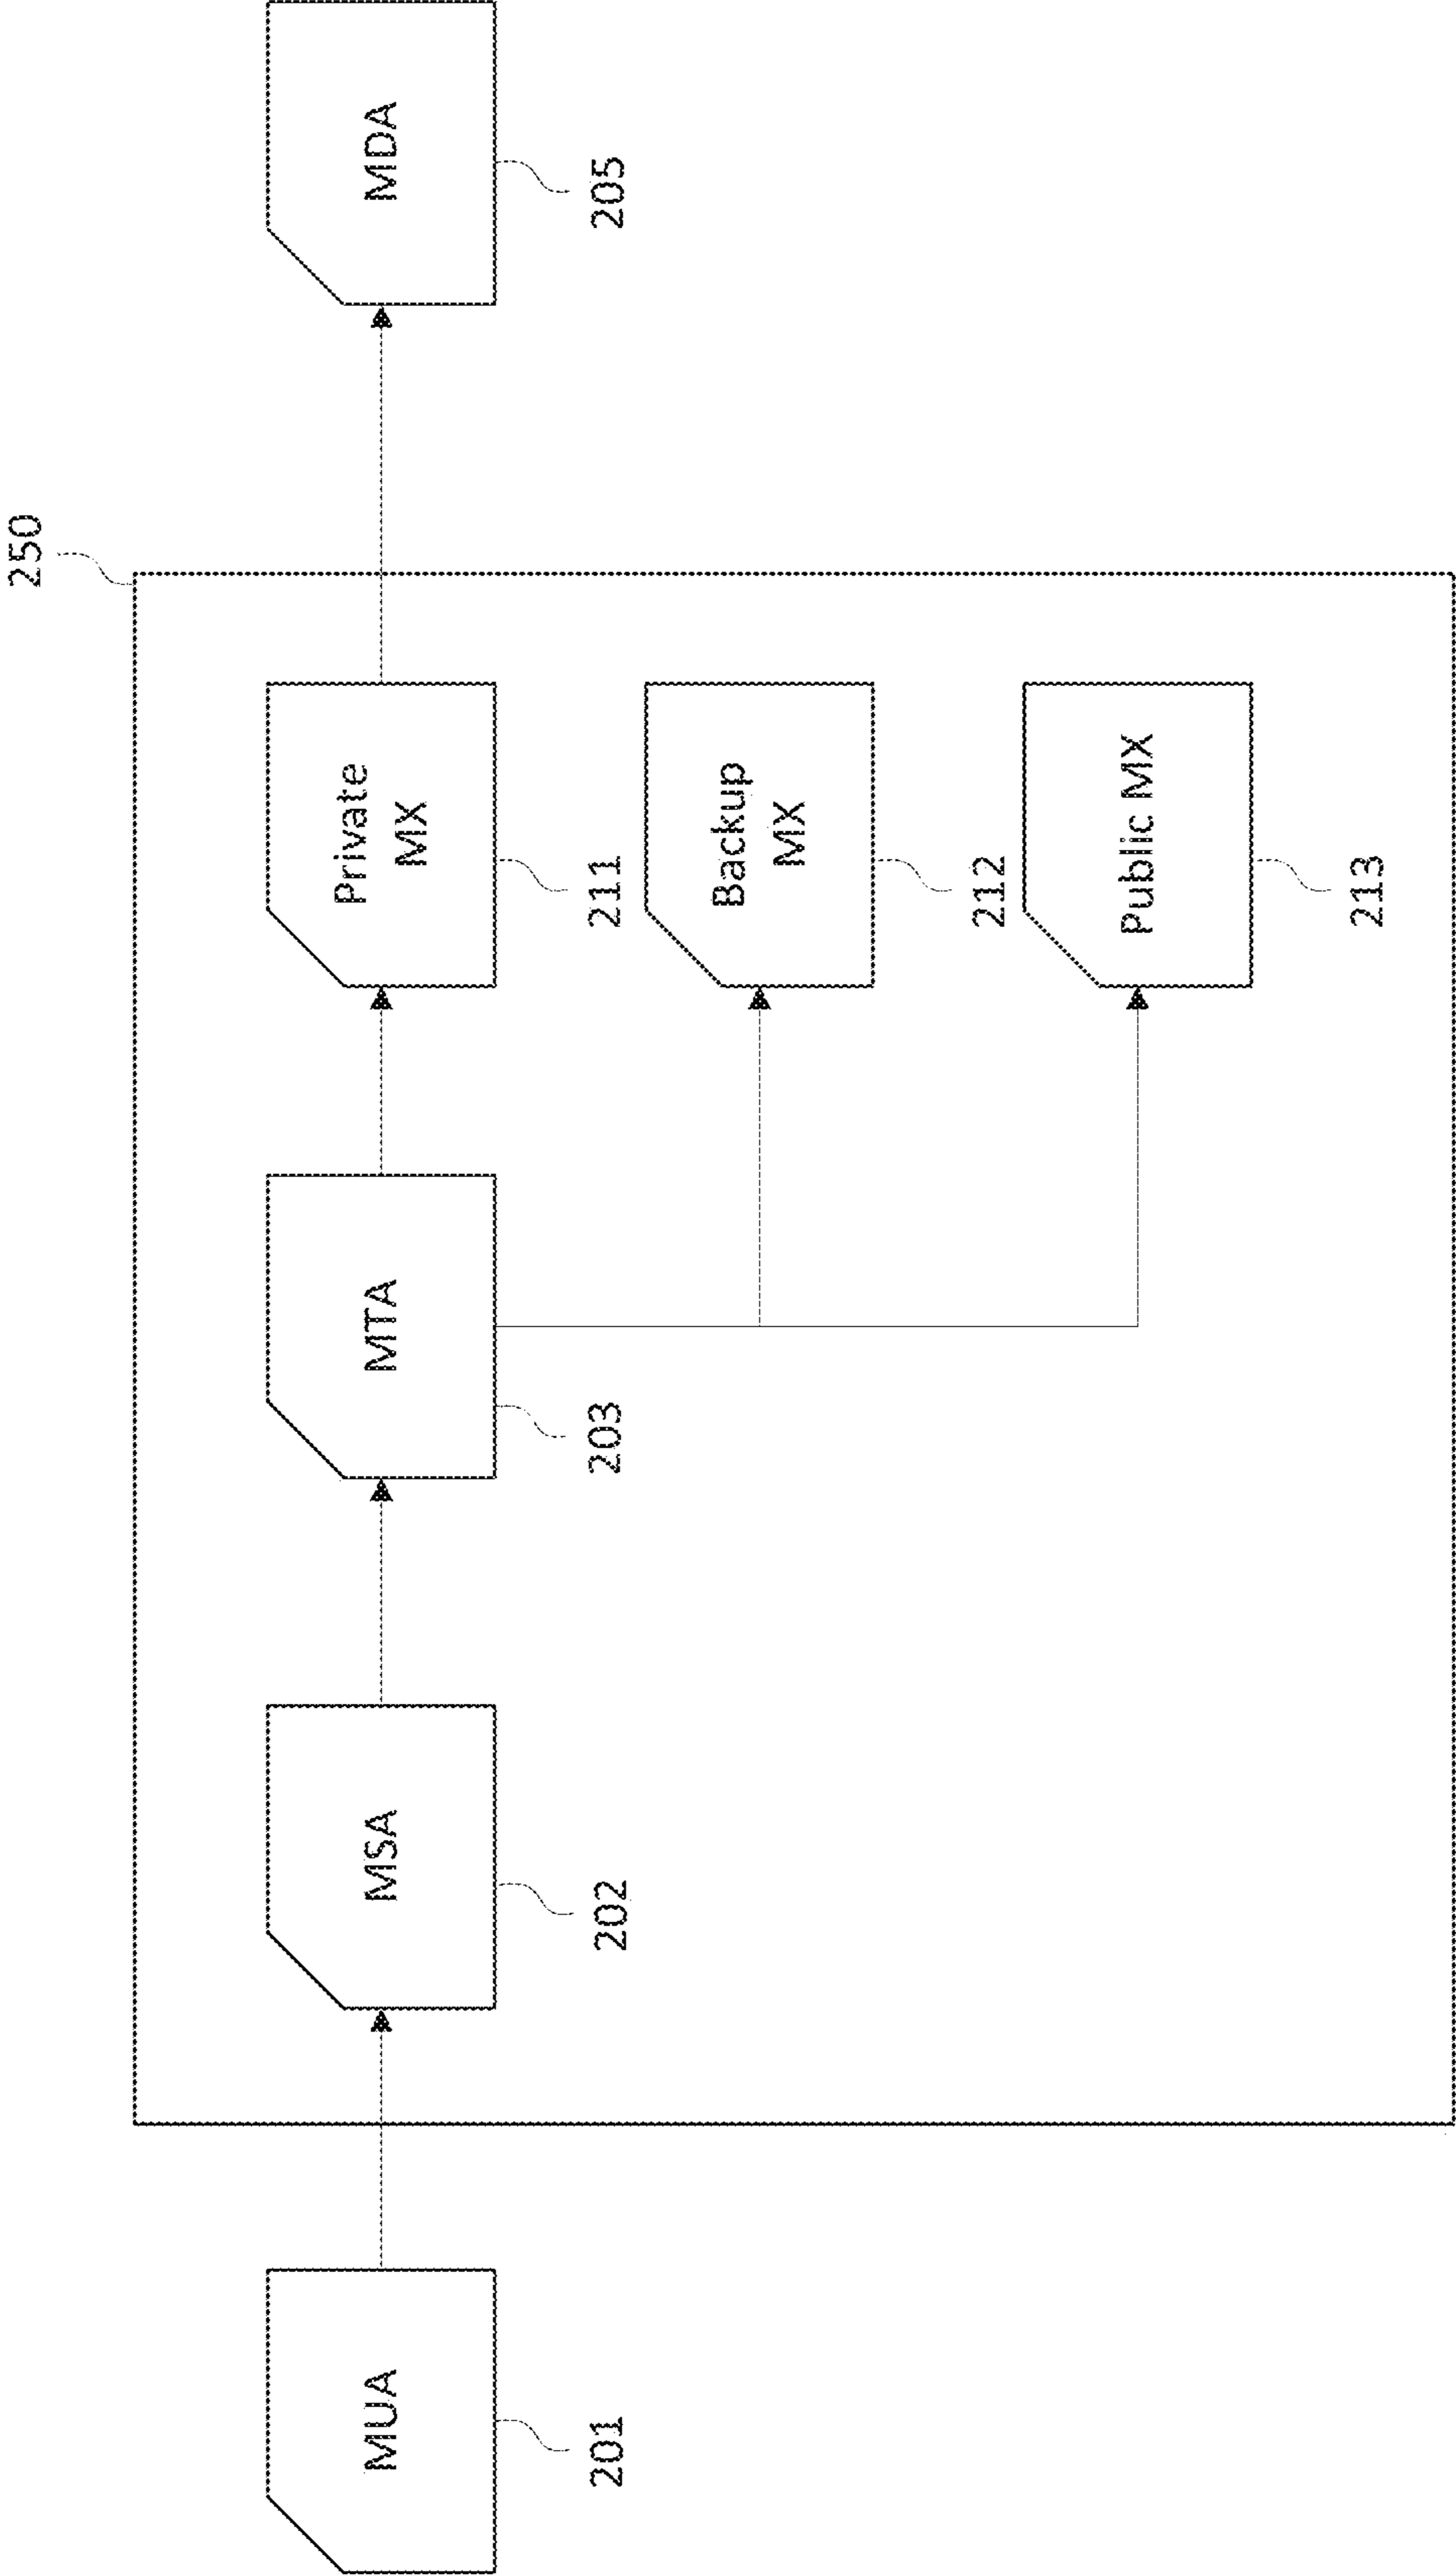 250
MUA
201
MSA
202
MTA
203
Private
MX
211
Backup
MX
212
Public MX
213
MDA
205